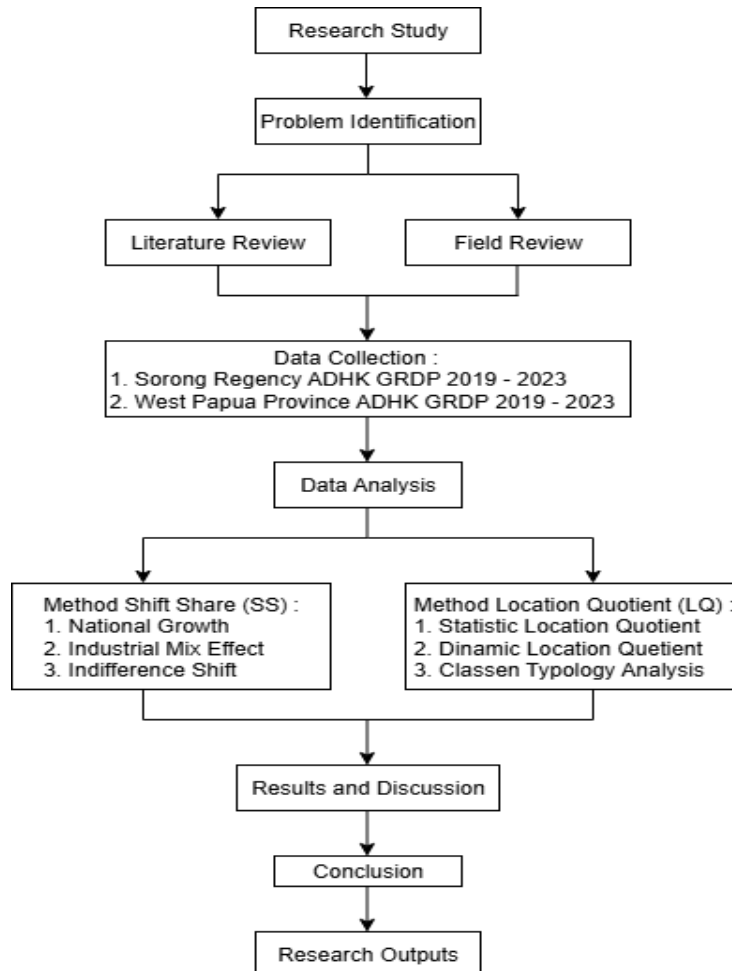 Research Study
Problem Identification
Literature Review
Field Review
Data Collection :
1. Sorong Regency ADHK GRDP 2019 - 2023
2. West Papua Province ADHK GRDP 2019 - 2023
Data Analysis
Method Shift Share (SS) :
1. National Growth
2. Industrial Mix Effect
3. Indifference Shift
Method Location Quotient (LQ) :
1. Statistic Location Quotient
2. Dinamic Location Quetient
3. Classen Typology Analysis
Results and Discussion
Conclusion
Research Outputs